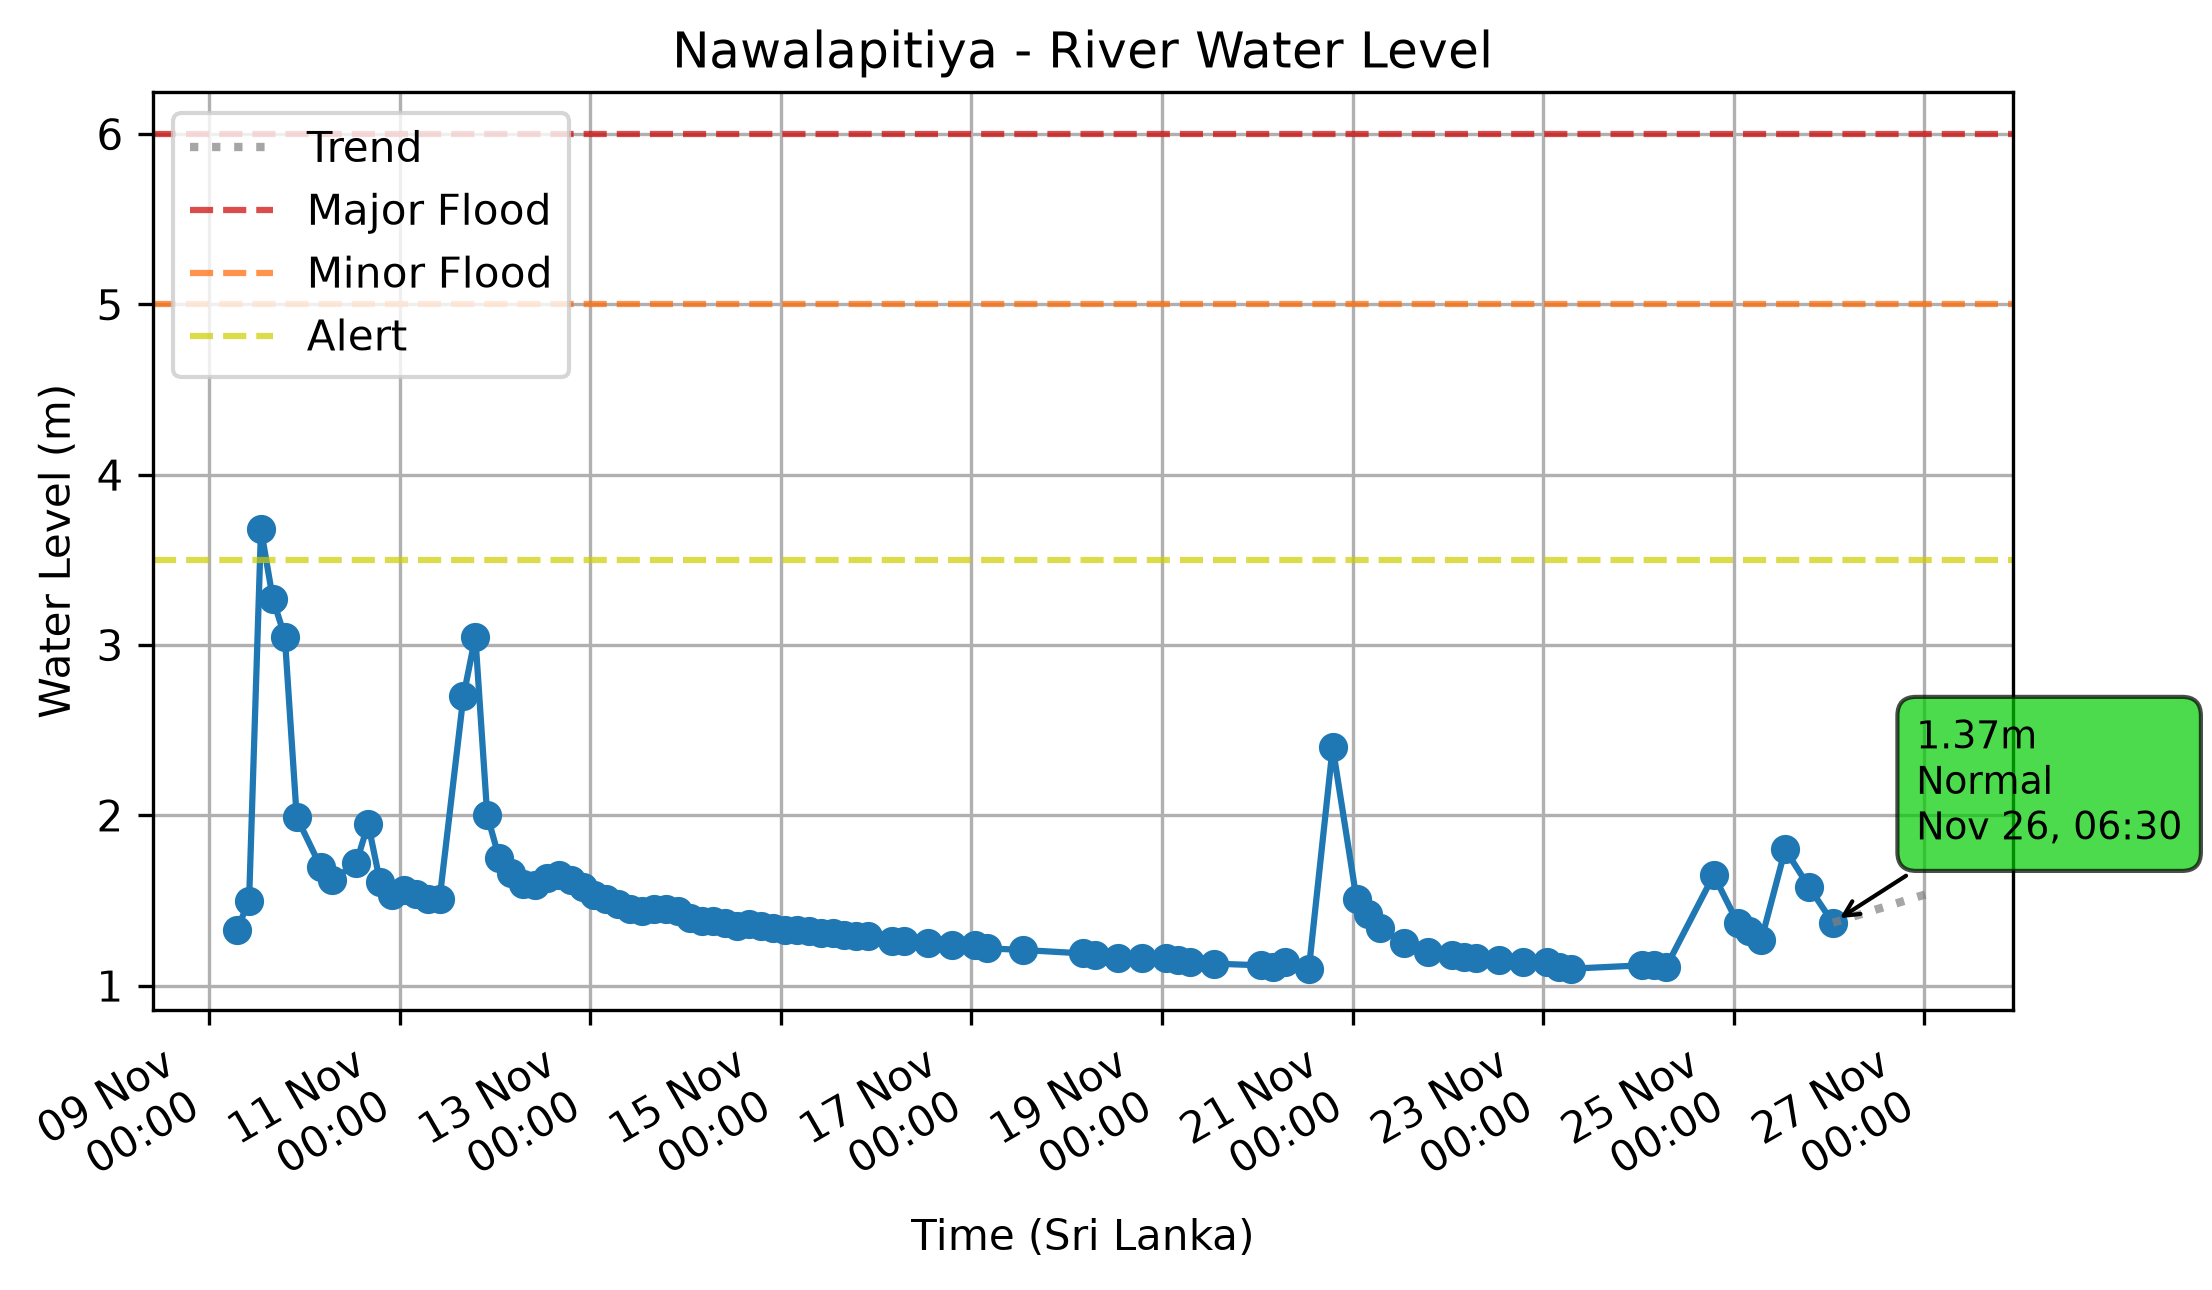 Nawalapitiya - River Water Level
6
5
4
3
2
1
Water Level (m)
Trend
Major Flood
Minor Flood
Alert
1.37m
Normal
Nov 26, 06:30
09 Nov
00:00
11 Nov
00:00
13 Nov
00:00
15 Nov
00:00
17 Nov
00:00
19 Nov
00:00
21 Nov
00:00
23 Nov
00:00
25 Nov
00:00
27 Nov
00:00
Time (Sri Lanka)